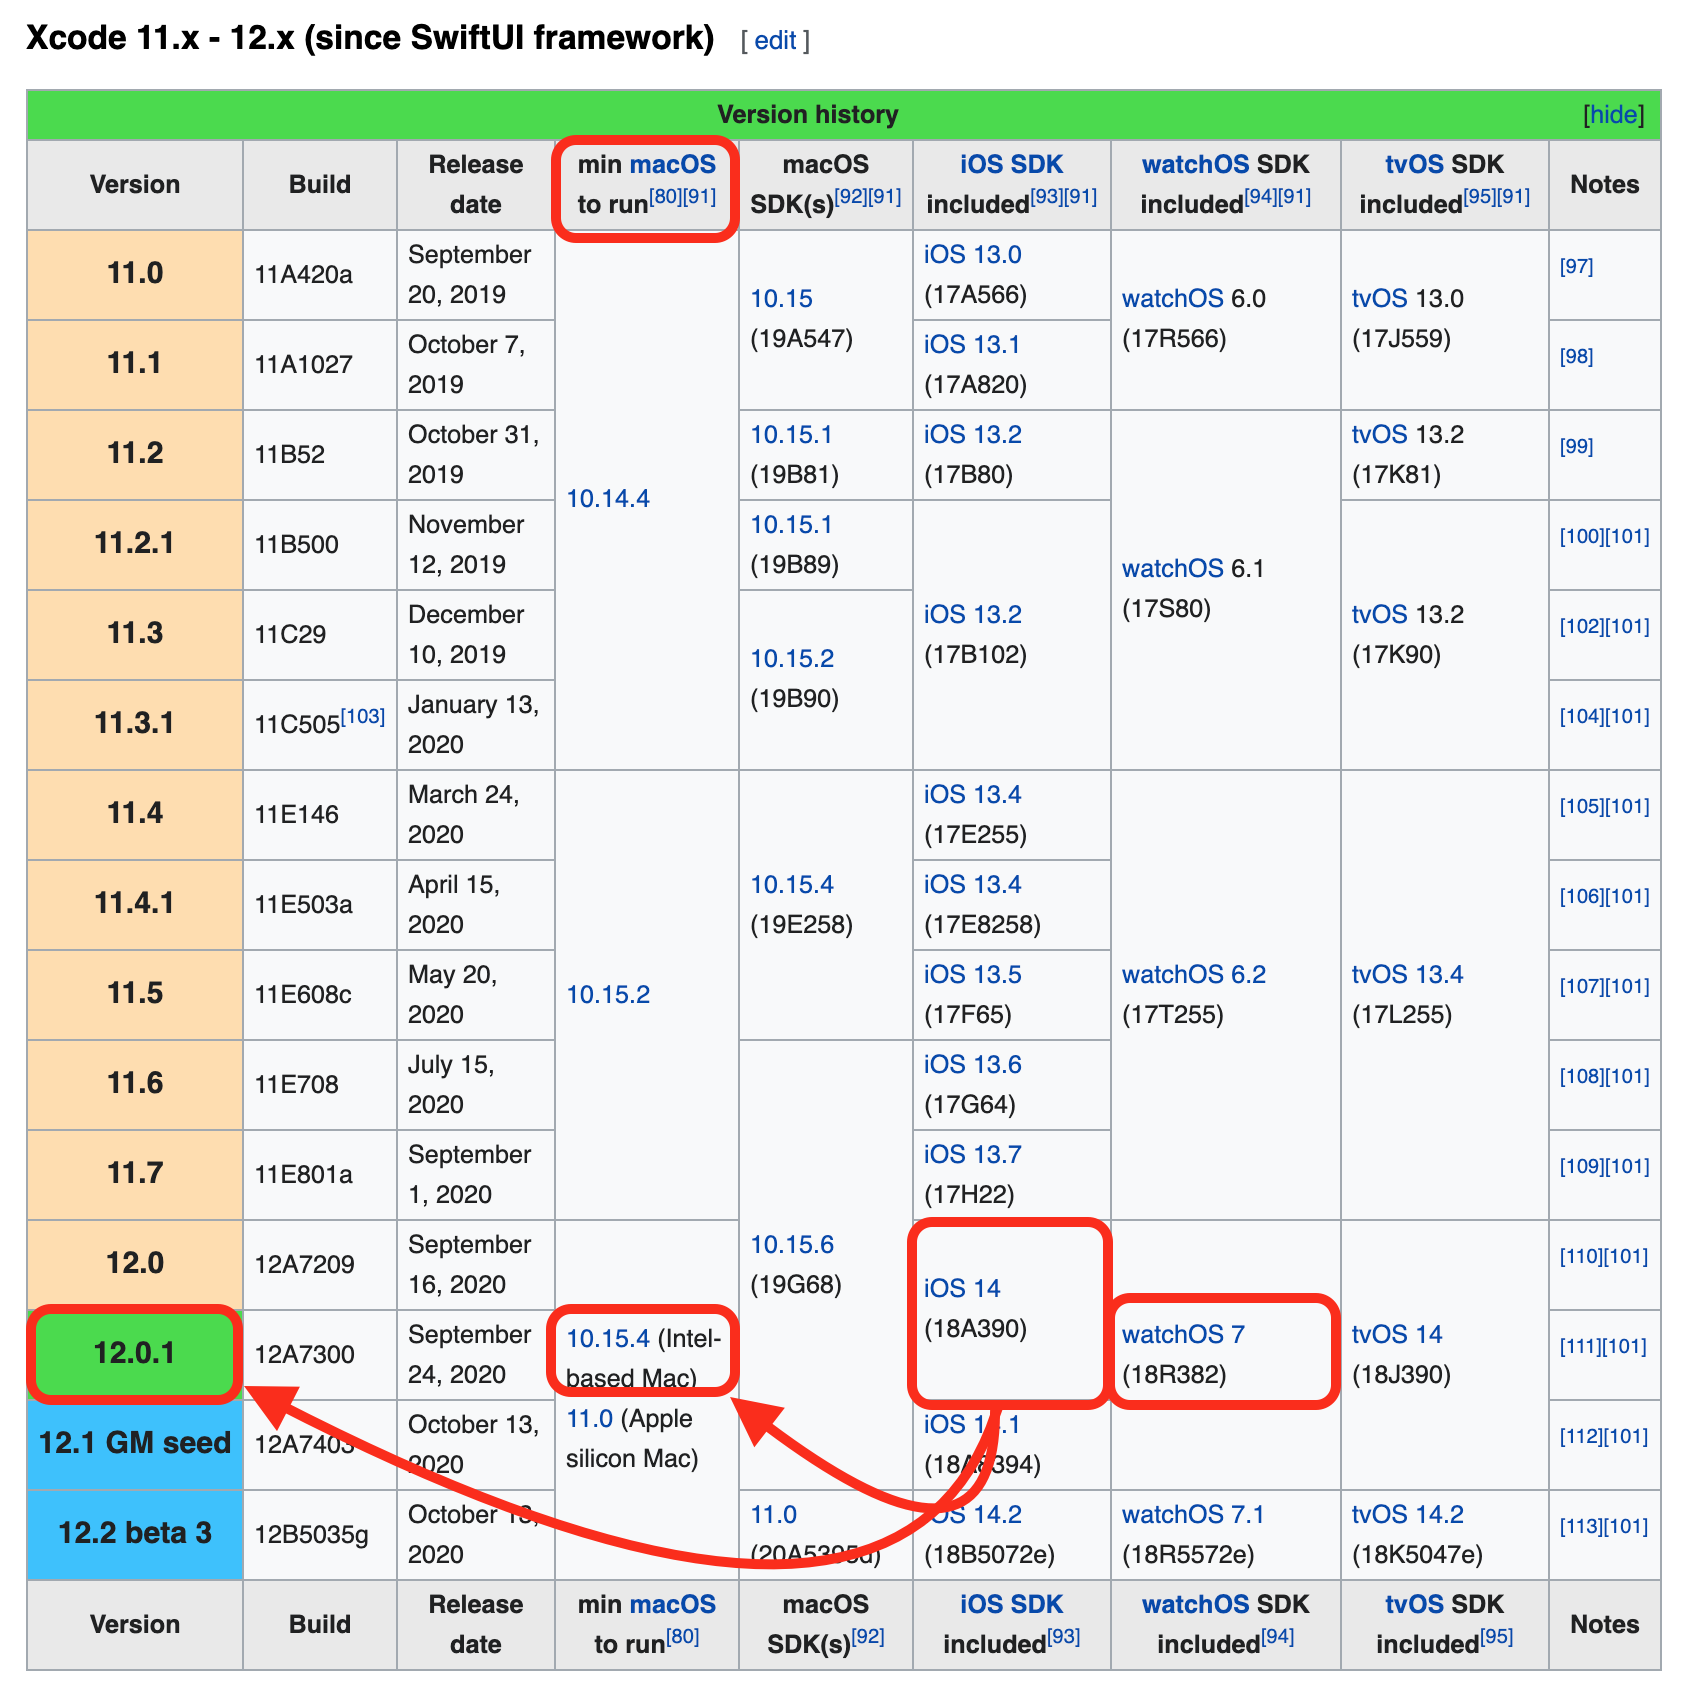 Xcode 11.x - 12.x (since SwiftUI framework) [ edit ]
Version history [hide]
Version Build Release date min macOS to run[80][91] macOS SDK(s)[92][91] iOS SDK included[93][91] watchOS SDK included[94][91] tvOS SDK included[95][91] Notes
11.0 11A420a September 20, 2019 10.14.4 10.15 (19A547) iOS 13.0 (17A566) watchOS 6.0 (17R566) tvOS 13.0 (17J559) [97]
11.1 11A1027 October 7, 2019 iOS 13.1 (17A820) [98]
11.2 11B52 October 31, 2019 10.15.1 (19B81) iOS 13.2 (17B80) watchOS 6.1 (17S80) tvOS 13.2 (17K81) [99]
11.2.1 11B500 November 12, 2019 10.15.1 (19B89) iOS 13.2 (17B102) tvOS 13.2 (17K90) [100][101]
11.3 11C29 December 10, 2019 10.15.2 (19B90) [102][101]
11.3.1 11C505[103] January 13, 2020 [104][101]
11.4 11E146 March 24, 2020 10.15.2 10.15.4 (19E258) iOS 13.4 (17E255) watchOS 6.2 (17T255) tvOS 13.4 (17L255) [105][101]
11.4.1 11E503a April 15, 2020 iOS 13.4 (17E8258) [106][101]
11.5 11E608c May 20, 2020 iOS 13.5 (17F65) [107][101]
11.6 11E708 July 15, 2020 10.15.6 (19G68) iOS 13.6 (17G64) [108][101]
11.7 11E801a September 1, 2020 iOS 13.7 (17H22) [109][101]
12.0 12A7209 September 16, 2020 10.15.4 (Intel-based Mac) 11.0 (Apple silicon Mac) iOS 14 (18A390) watchOS 7 (18R382) tvOS 14 (18J390) [110][101]
12.0.1 12A7300 September 24, 2020 [111][101]
12.1 GM seed October 13, 2020 iOS [112][101]
12.2 beta 3 12B5035g October 2020 11.0 14.2 (18B5072e) watchOS 7.1 (18R5572e) tvOS 14.2 (18K5047e) [113][101]
Version Build Release date min macOS to run[80] macOS SDK(s)[92] iOS SDK included[93] watchOS SDK included[94] tvOS SDK included[95] Notes